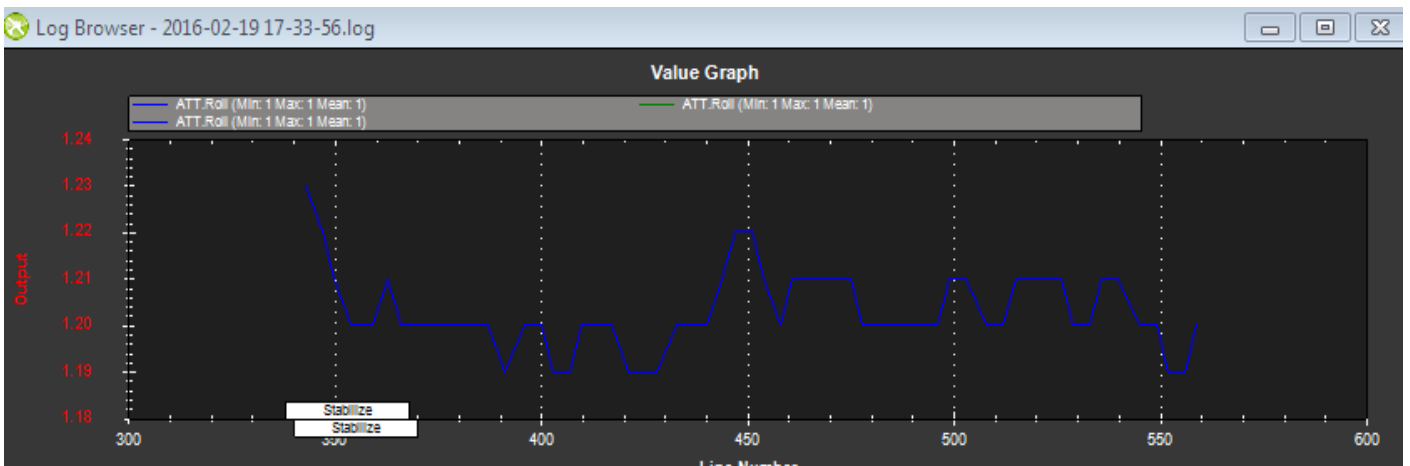 Log Browser - 2016-02-19 17-33-56.log
Value Graph
ATT.Roll (Min: 1 Max: 1 Mean: 1) ATT.Roll (Min: 1 Max: 1 Mean: 1)
ATT.Roll (Min: 1 Max: 1 Mean: 1)
1.24
1.23
1.22
1.21
1.20
1.19
1.18
Output
Stabilize
Stabilize
300 350 400 450 500 550 600
Line Number